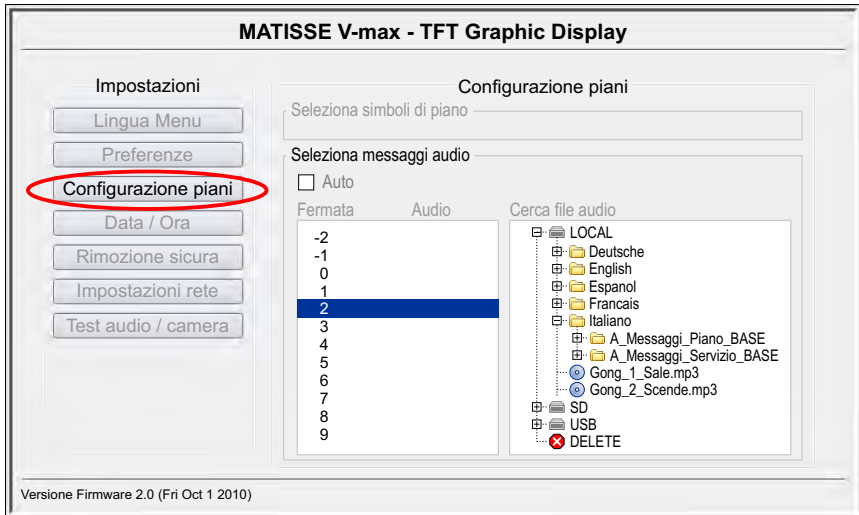 MATISSE V-max - TFT Graphic Display
Impostazioni
Lingua Menu
Preferenze
Configurazione piani
Data / Ora
Rimozione sicura
Impostazioni rete
Test audio / camera
Configurazione piani
Seleziona simboli di piano
Seleziona messaggi audio
Auto
Fermata Audio Cerca file audio
-2
-1
0
1
2
3
4
5
6
7
8
9
LOCAL
Deutsche
English
Espanol
Francais
Italiano
A_Messaggi_Piano_BASE
A_Messaggi_Servizio_BASE
Gong_1_Sale.mp3
Gong_2_Scende.mp3
SD
USB
DELETE
Versione Firmware 2.0 (Fri Oct 1 2010)